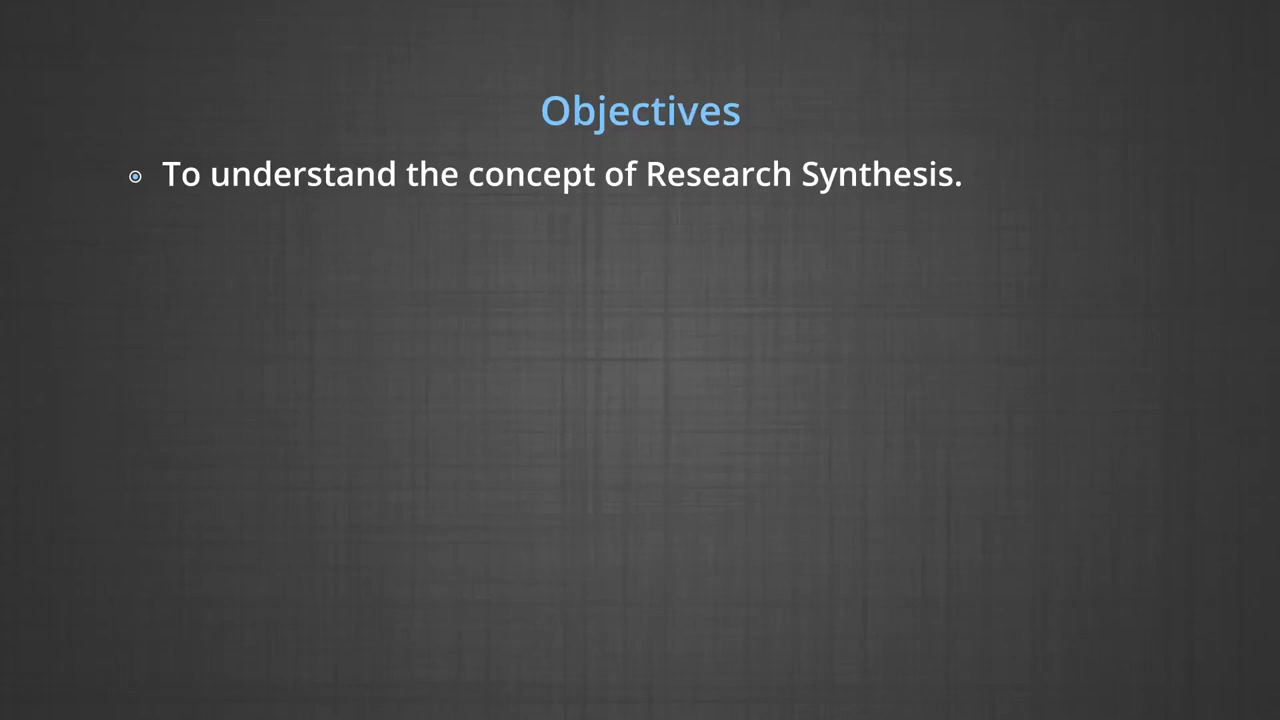 Objectives
To understand the concept of Research Synthesis.